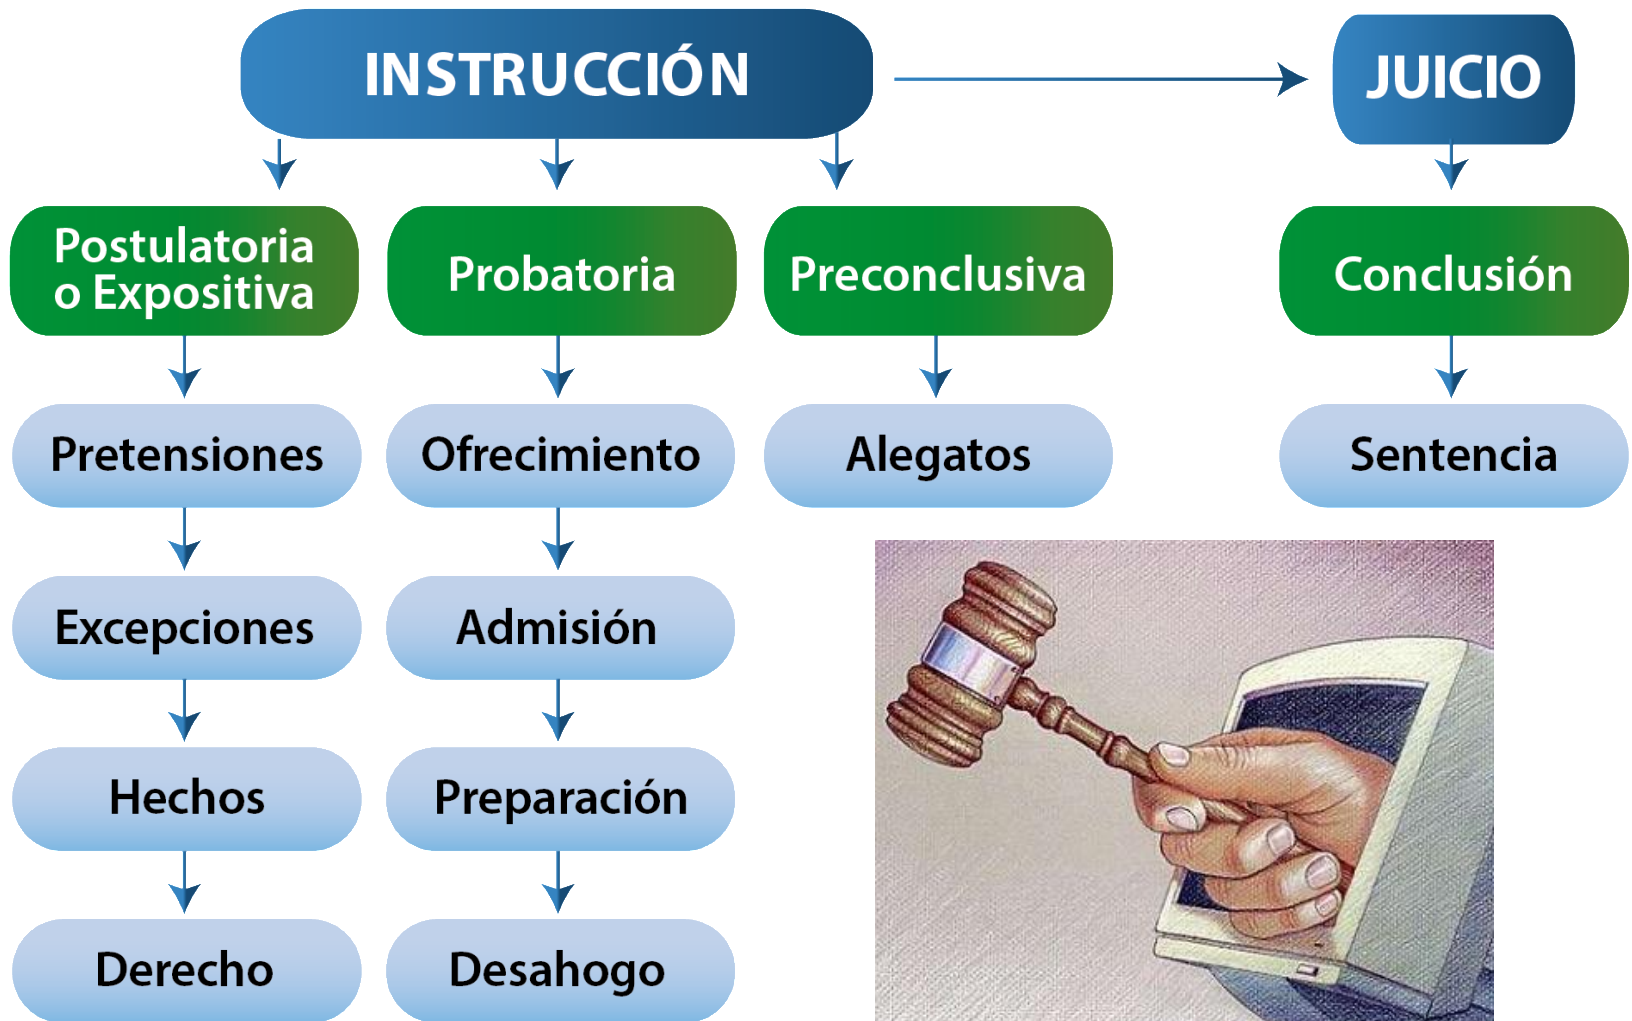 INSTRUCCIÓN
JUICIO
Postulatoria
o Expositiva
Probatoria
Preconclusiva
Conclusión
Pretensiones
Ofrecimiento
Alegatos
Sentencia
Excepciones
Admisión
Hechos
Preparación
Derecho
Desahogo